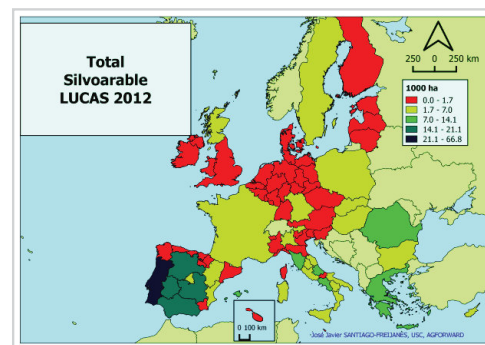 Total
Silvoarable
LUCAS 2012
250 0 250 km
1000 ha
0.0 - 1.7
1.7 - 7.0
7.0 - 14.1
14.1 - 21.1
21.1 - 66.8
0 100 km
José Javier SANTIAGO-FREIJANES, USC, AGFORWARD